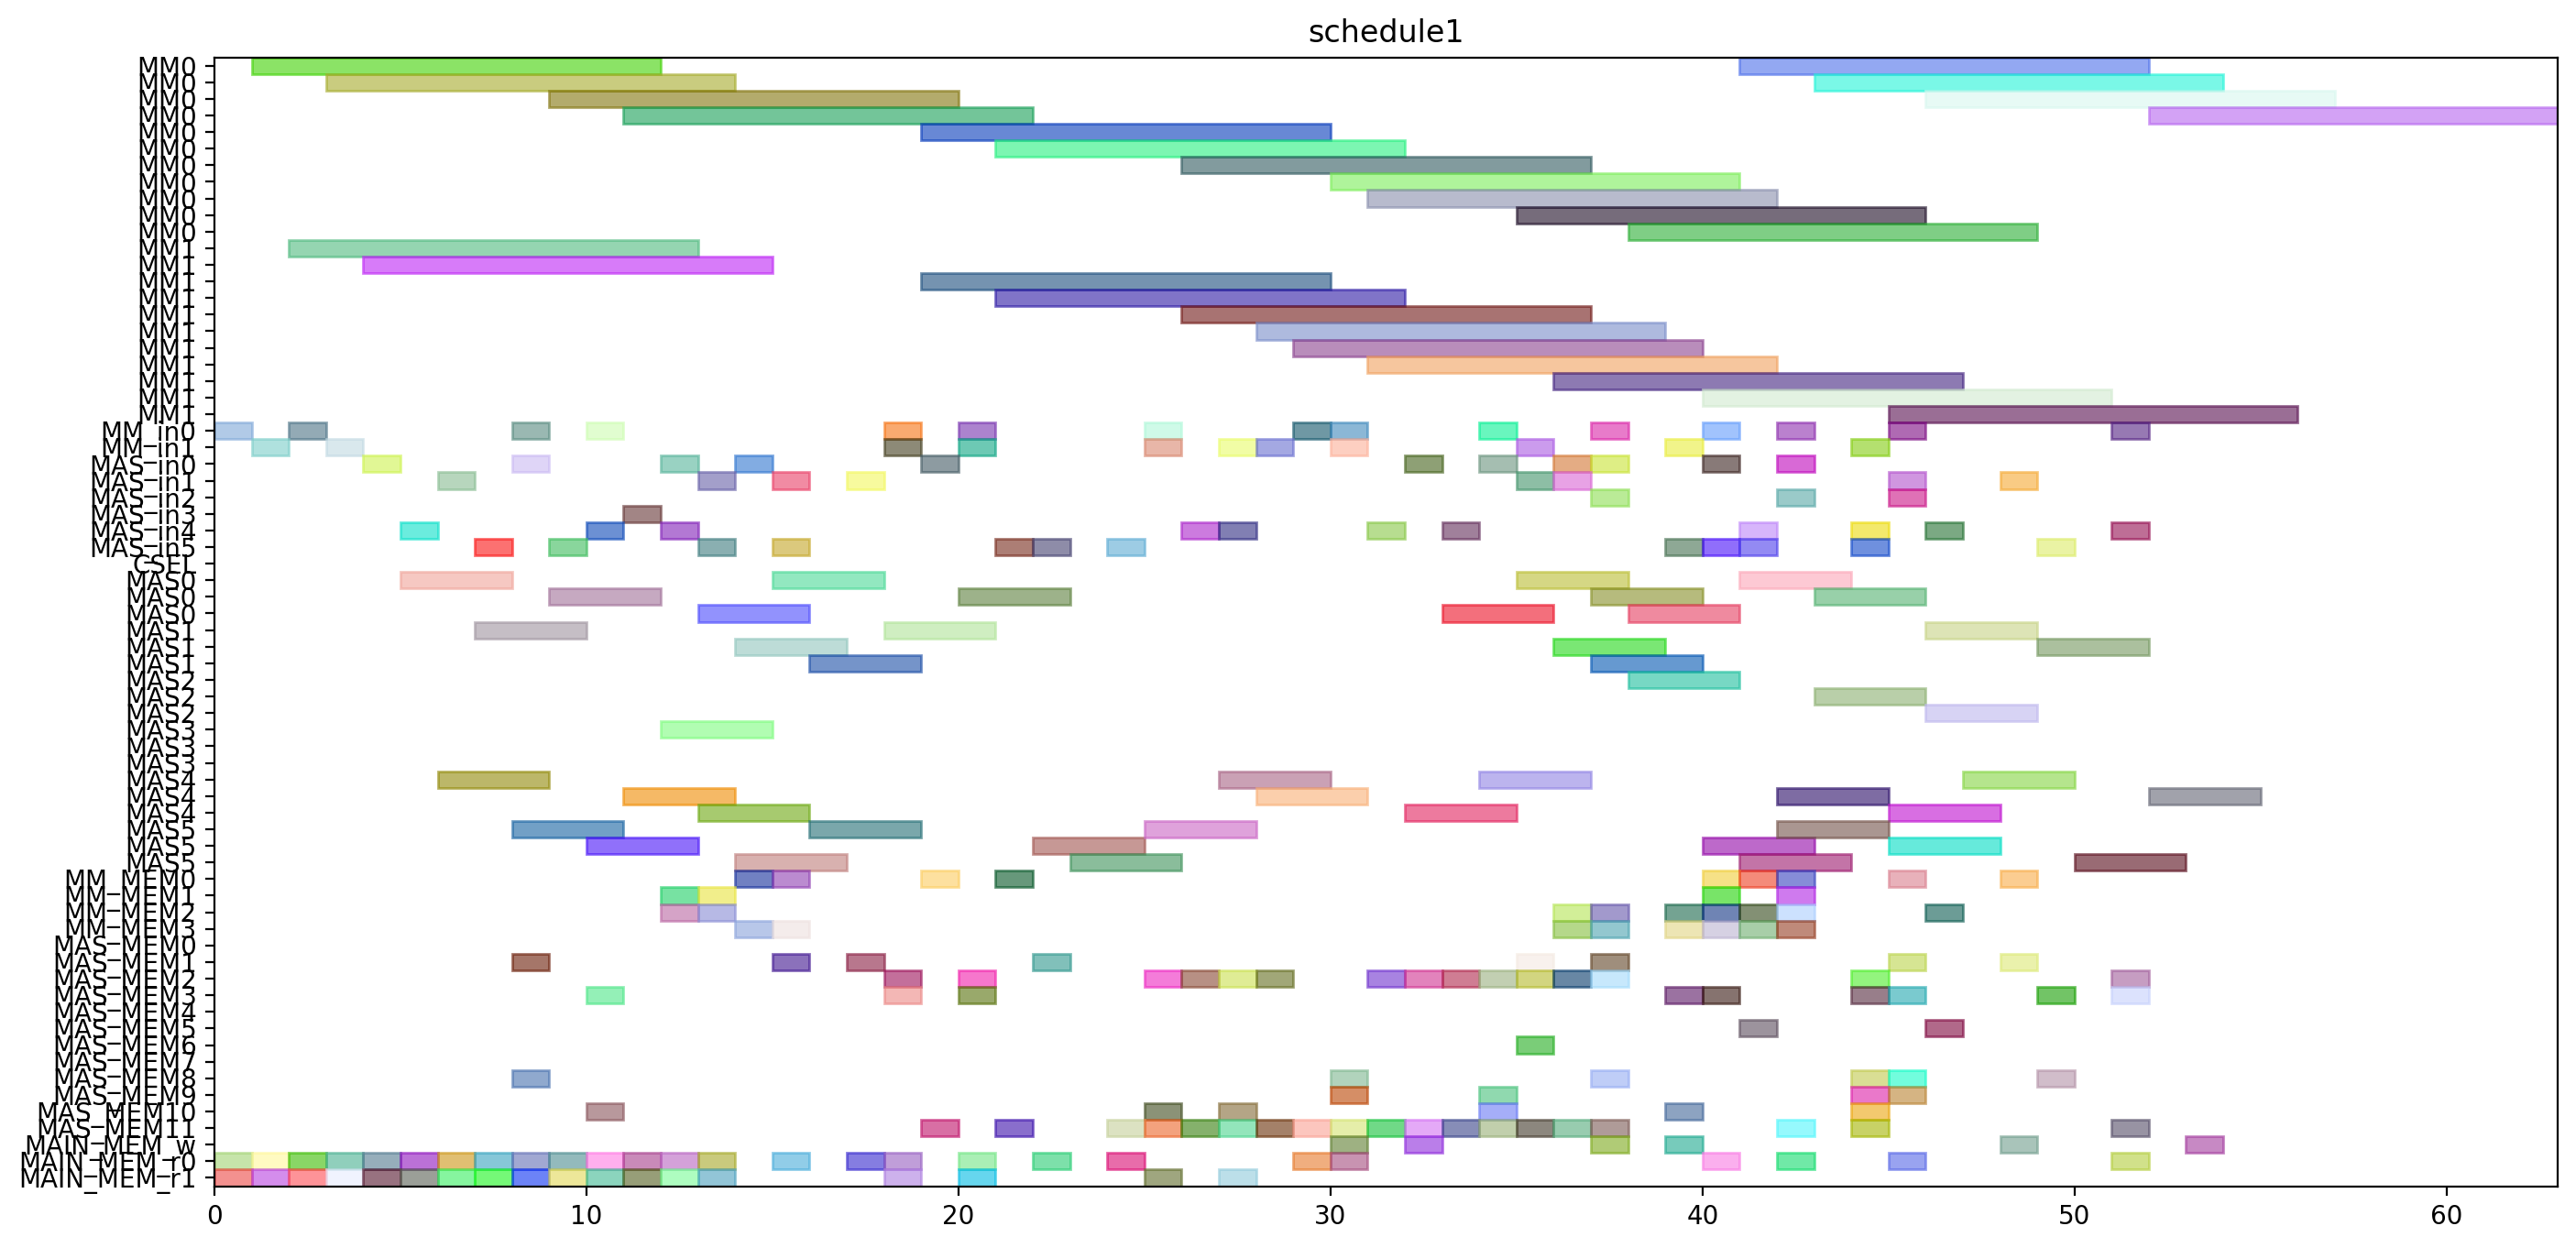 schedule1
MM0
MM0
MM0
MM0
MM0
MM0
MM0
MM0
MM0
MM0
MM0
MM1
MM1
MM1
MM1
MM1
MM1
MM1
MM1
MM1
MM1
MM1
MM_in0
MM_in1
MAS_in0
MAS_in1
MAS_in2
MAS_in3
MAS_in4
MAS_in5
CSEL
MAS0
MAS0
MAS0
MAS1
MAS1
MAS1
MAS2
MAS2
MAS2
MAS3
MAS3
MAS3
MAS4
MAS4
MAS4
MAS5
MAS5
MAS5
MM_MEM0
MM_MEM1
MM_MEM2
MM_MEM3
MAS_MEM0
MAS_MEM1
MAS_MEM2
MAS_MEM3
MAS_MEM4
MAS_MEM5
MAS_MEM6
MAS_MEM7
MAS_MEM8
MAS_MEM9
MAS_MEM10
MAS_MEM11
MAIN_MEM_w
MAIN_MEM_r0
MAIN_MEM_r1
0 10 20 30 40 50 60